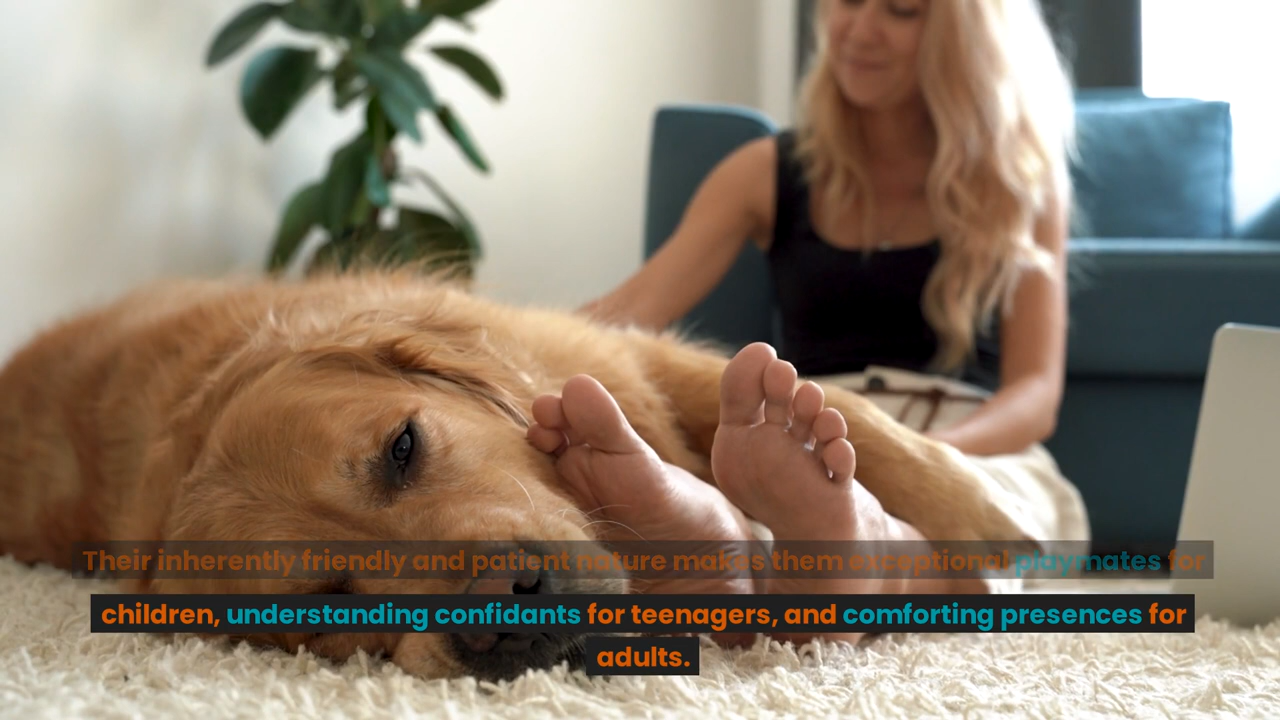 Their inherently friendly and patient nature makes them exceptional playmates for
children, understanding confidants for teenagers, and comforting presences for
adults.